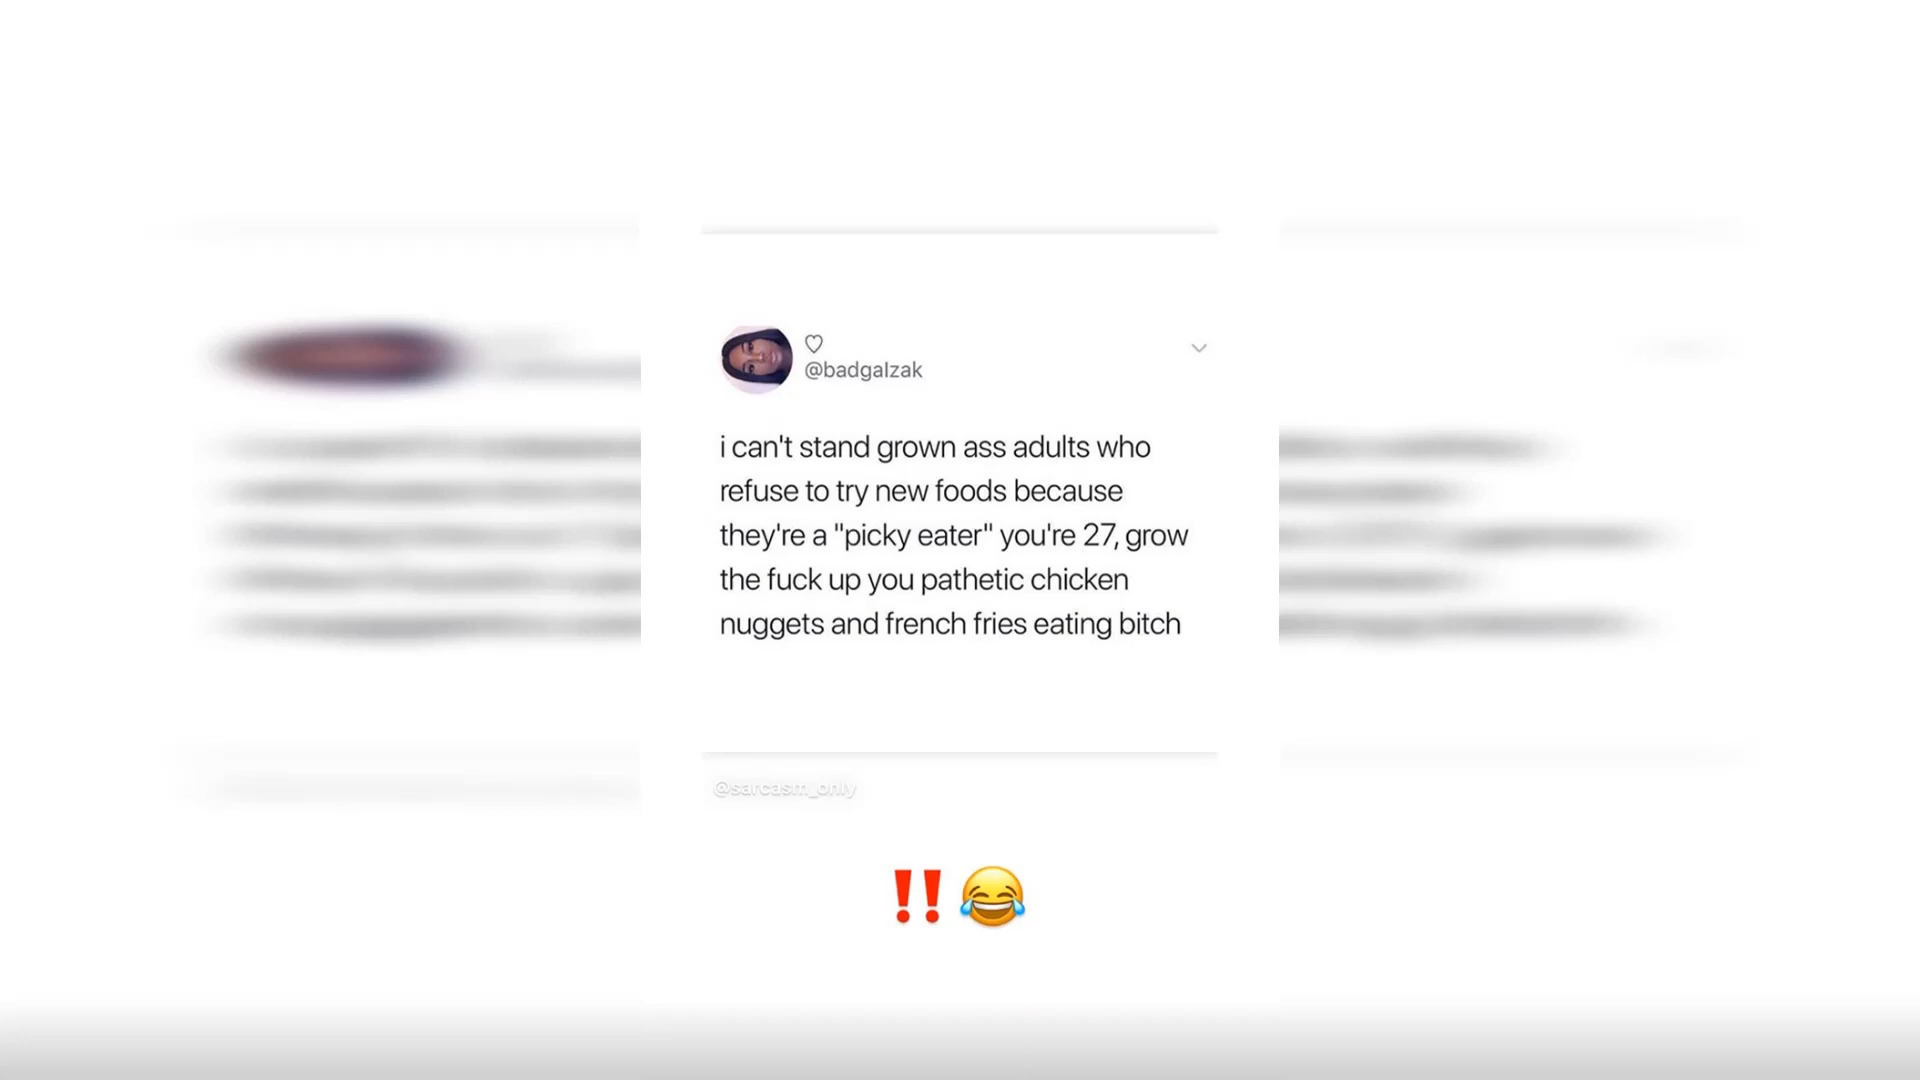 ♡
@badgalzak
i can't stand grown ass adults who
refuse to try new foods because
they're a "picky eater" you're 27, grow
the fuck up you pathetic chicken
nuggets and french fries eating bitch
@sarcasm_only
‼️😂